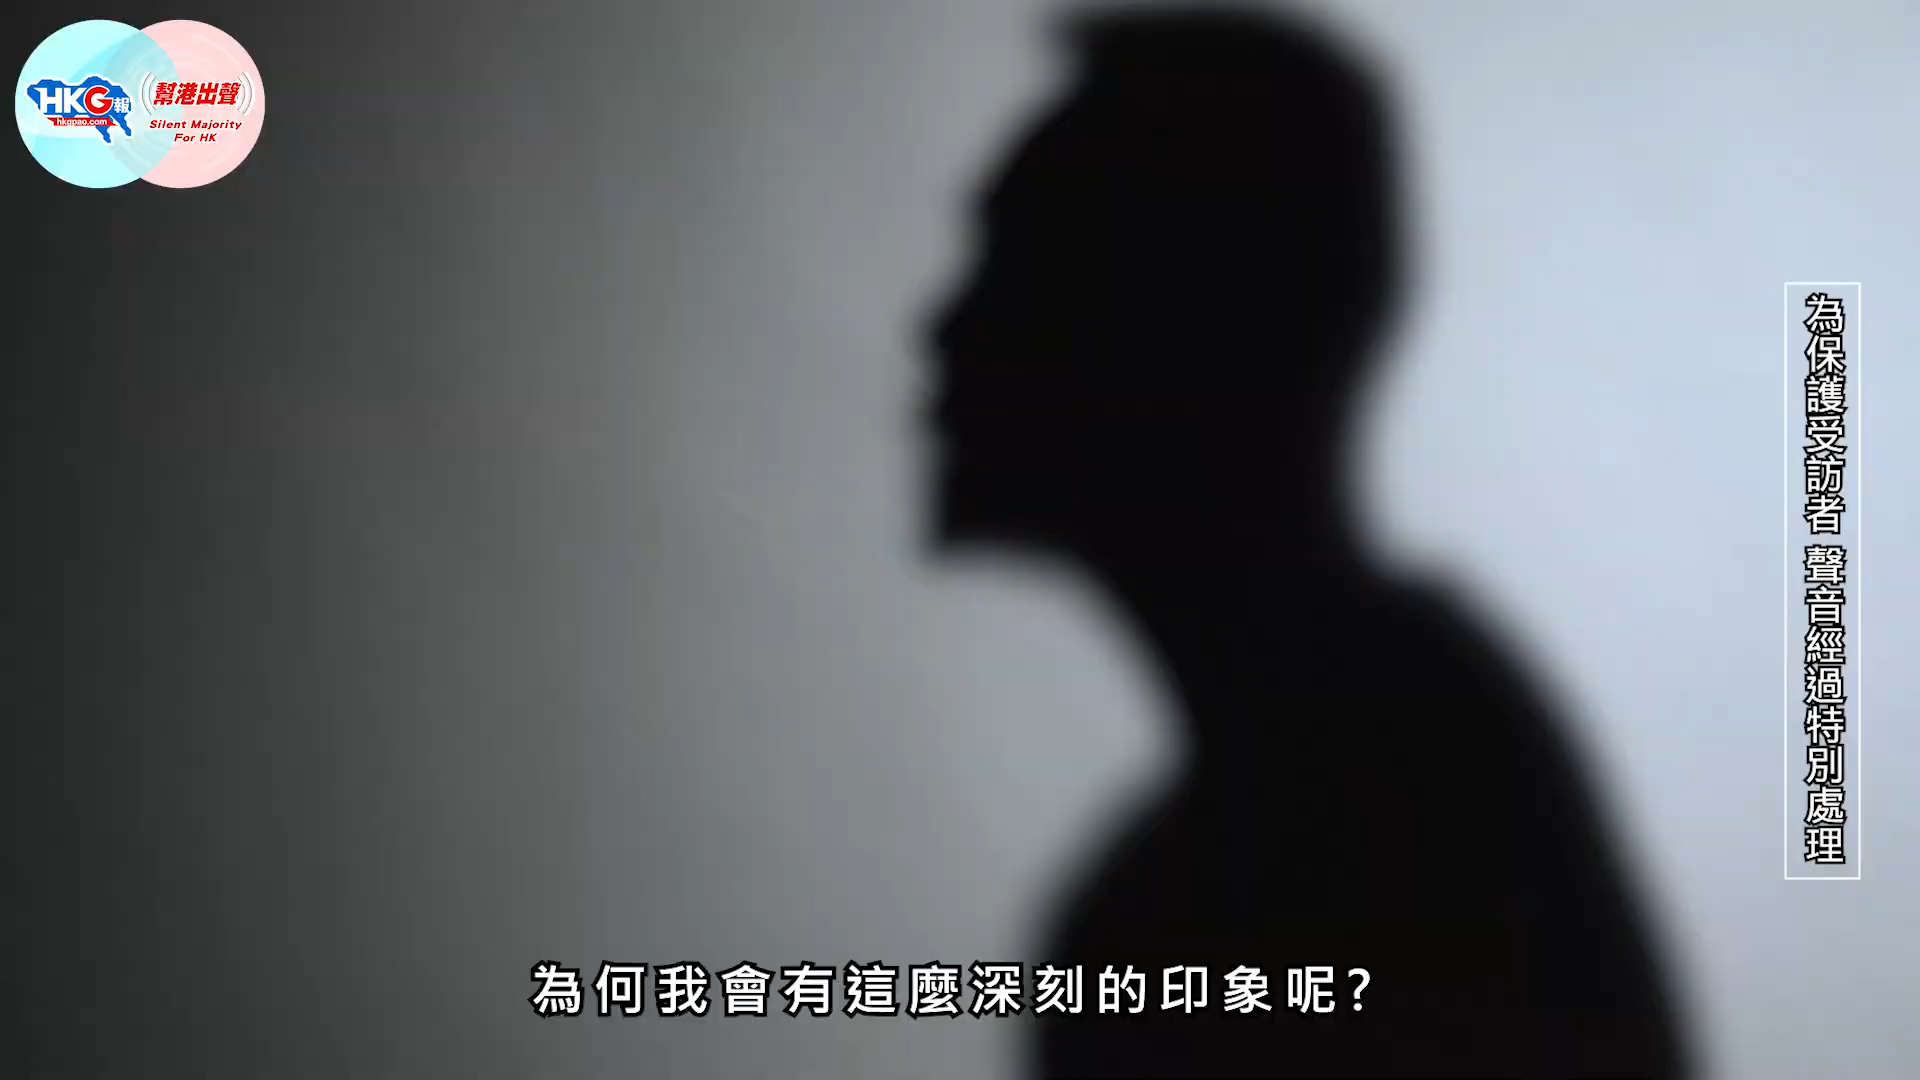 HKG報
hkgpao.com
幫港出聲
Silent Majority
For HK
為保護受訪者 聲音經過特別處理
為何我會有這麼深刻的印象呢?